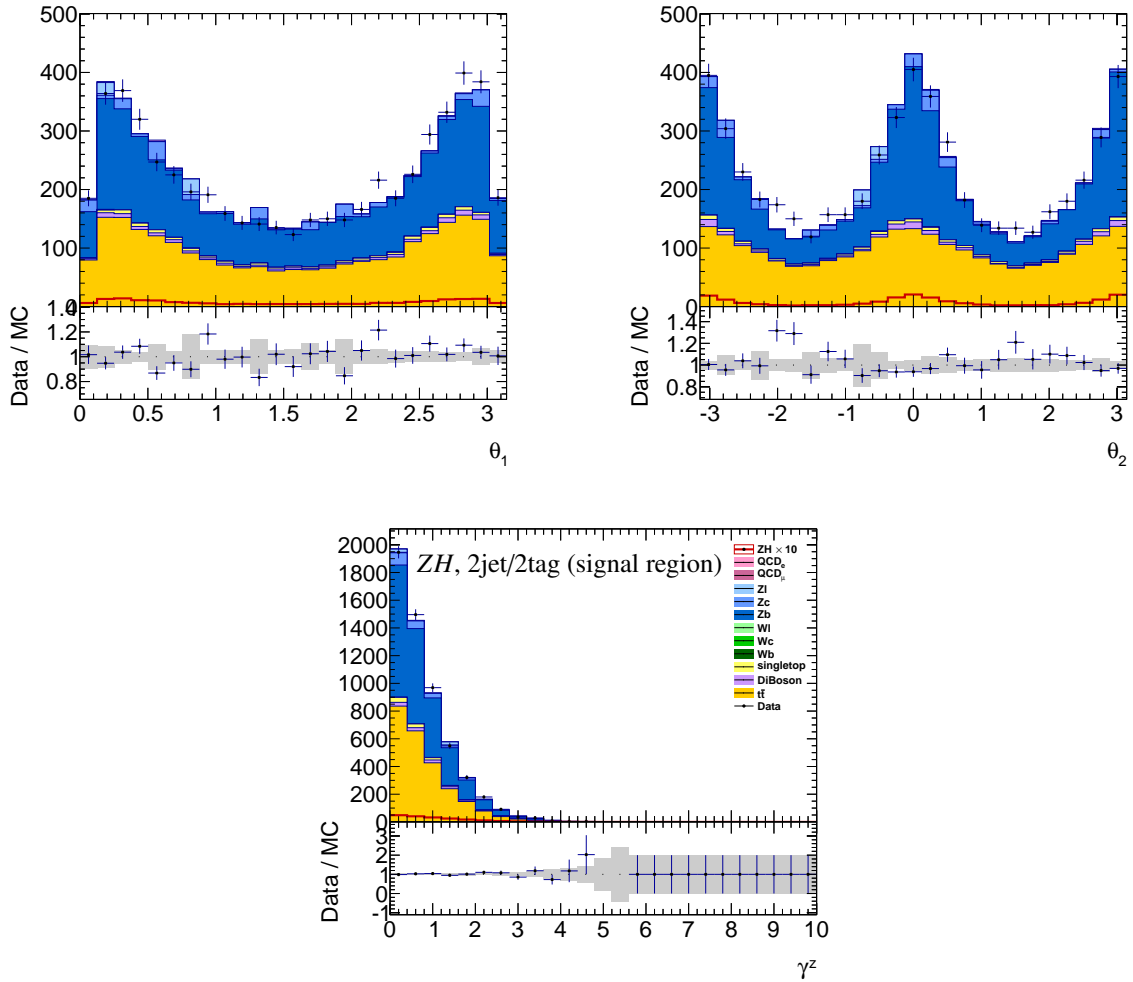 500
400
300
200
100
0
1.4
1.2
1
0.8
Data / MC
0 0.5 1 1.5 2 2.5 3
θ₁
500
400
300
200
100
0
1.4
1.2
1
0.8
Data / MC
-3 -2 -1 0 1 2 3
θ₂
ZH, 2jet/2tag (signal region)
2000
1800
1600
1400
1200
1000
800
600
400
200
0
ZH × 10
QCDₑ
QCD_μ
Zl
Zc
Zb
Wl
Wc
Wb
singletop
DiBoson
tt̄
Data
3
2
1
0
-1
Data / MC
0 1 2 3 4 5 6 7 8 9 10
γᶻ